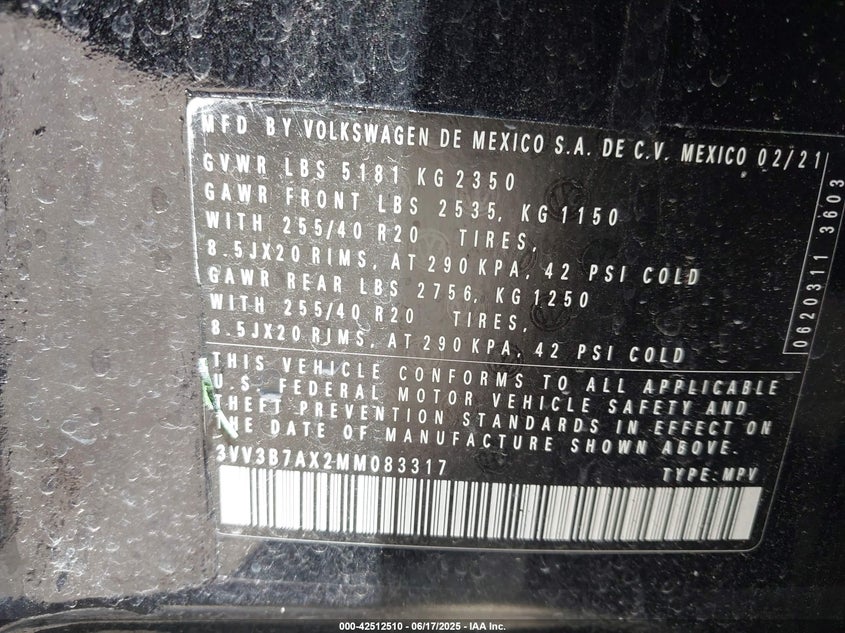 MFD BY VOLKSWAGEN DE MEXICO S.A. DE C.V. MEXICO 02/21
GVWR LBS 5181 KG 2350
GAWR FRONT LBS 2535, KG 1150
WITH 255/40 R20 TIRES,
8.5JX20 RIMS, AT 290 KPA, 42 PSI COLD
GAWR REAR LBS 2756, KG 1250
WITH 255/40 R20 TIRES,
8.5JX20 RIMS, AT 290 KPA, 42 PSI COLD
THIS VEHICLE CONFORMS TO ALL APPLICABLE
U.S. FEDERAL MOTOR VEHICLE SAFETY AND
THEFT PREVENTION STANDARDS IN EFFECT ON
THE DATE OF MANUFACTURE SHOWN ABOVE.
3VV3B7AX2MM083317 TYPE: MPV
0620311 3603
000-42512510 - 06/17/2025 - IAA Inc.